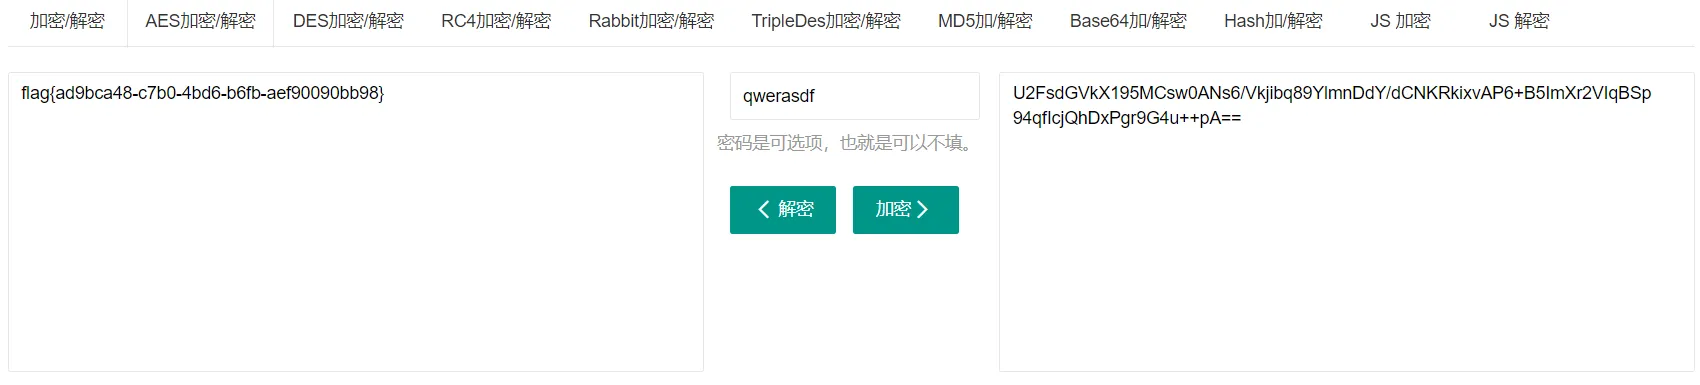 加密/解密 AES加密/解密 DES加密/解密 RC4加密/解密 Rabbit加密/解密 TripleDes加密/解密 MD5加/解密 Base64加/解密 Hash加/解密 JS 加密 JS 解密
flag{ad9bca48-c7b0-4bd6-b6fb-aef90090bb98}
qwerasdf
密码是可选项，也就是可以不填。
解密
加密
U2FsdGVkX195MCsw0ANs6/Vkjibq89YlmnDdY/dCNKRkixvAP6+B5ImXr2VIqBSp
94qfIcjQhDxPgr9G4u++pA==